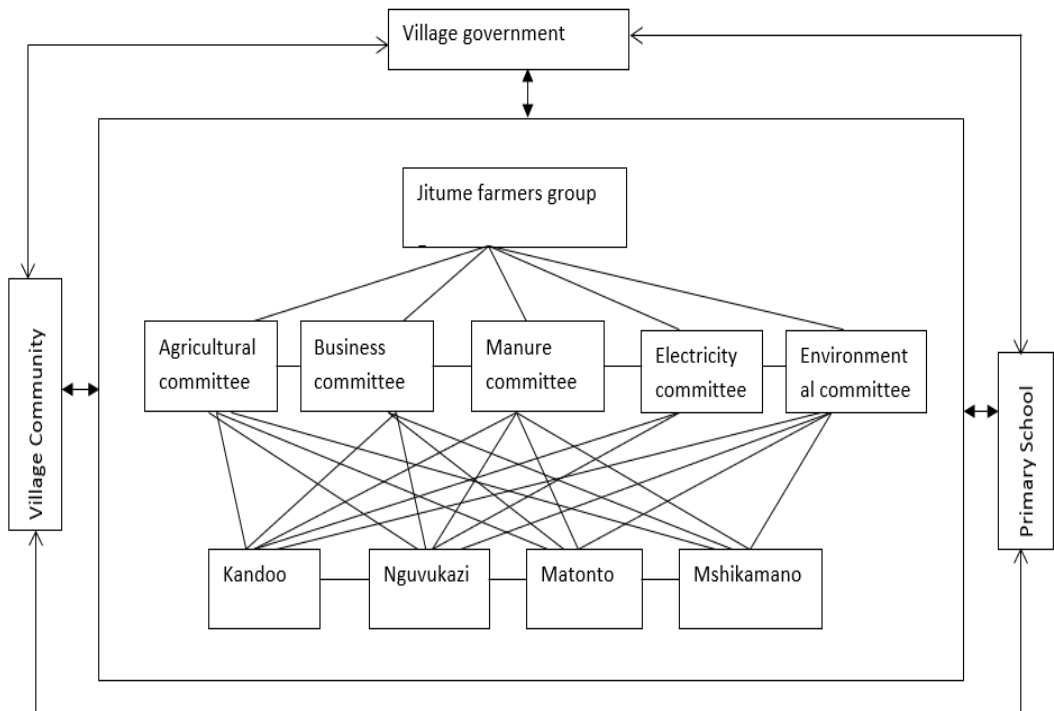 Village government
Jitume farmers group
Agricultural
committee
Business
committee
Manure
committee
Electricity
committee
Environment
al committee
Village Community
Primary School
Kandoo
Nguvukazi
Matonto
Mshikamano